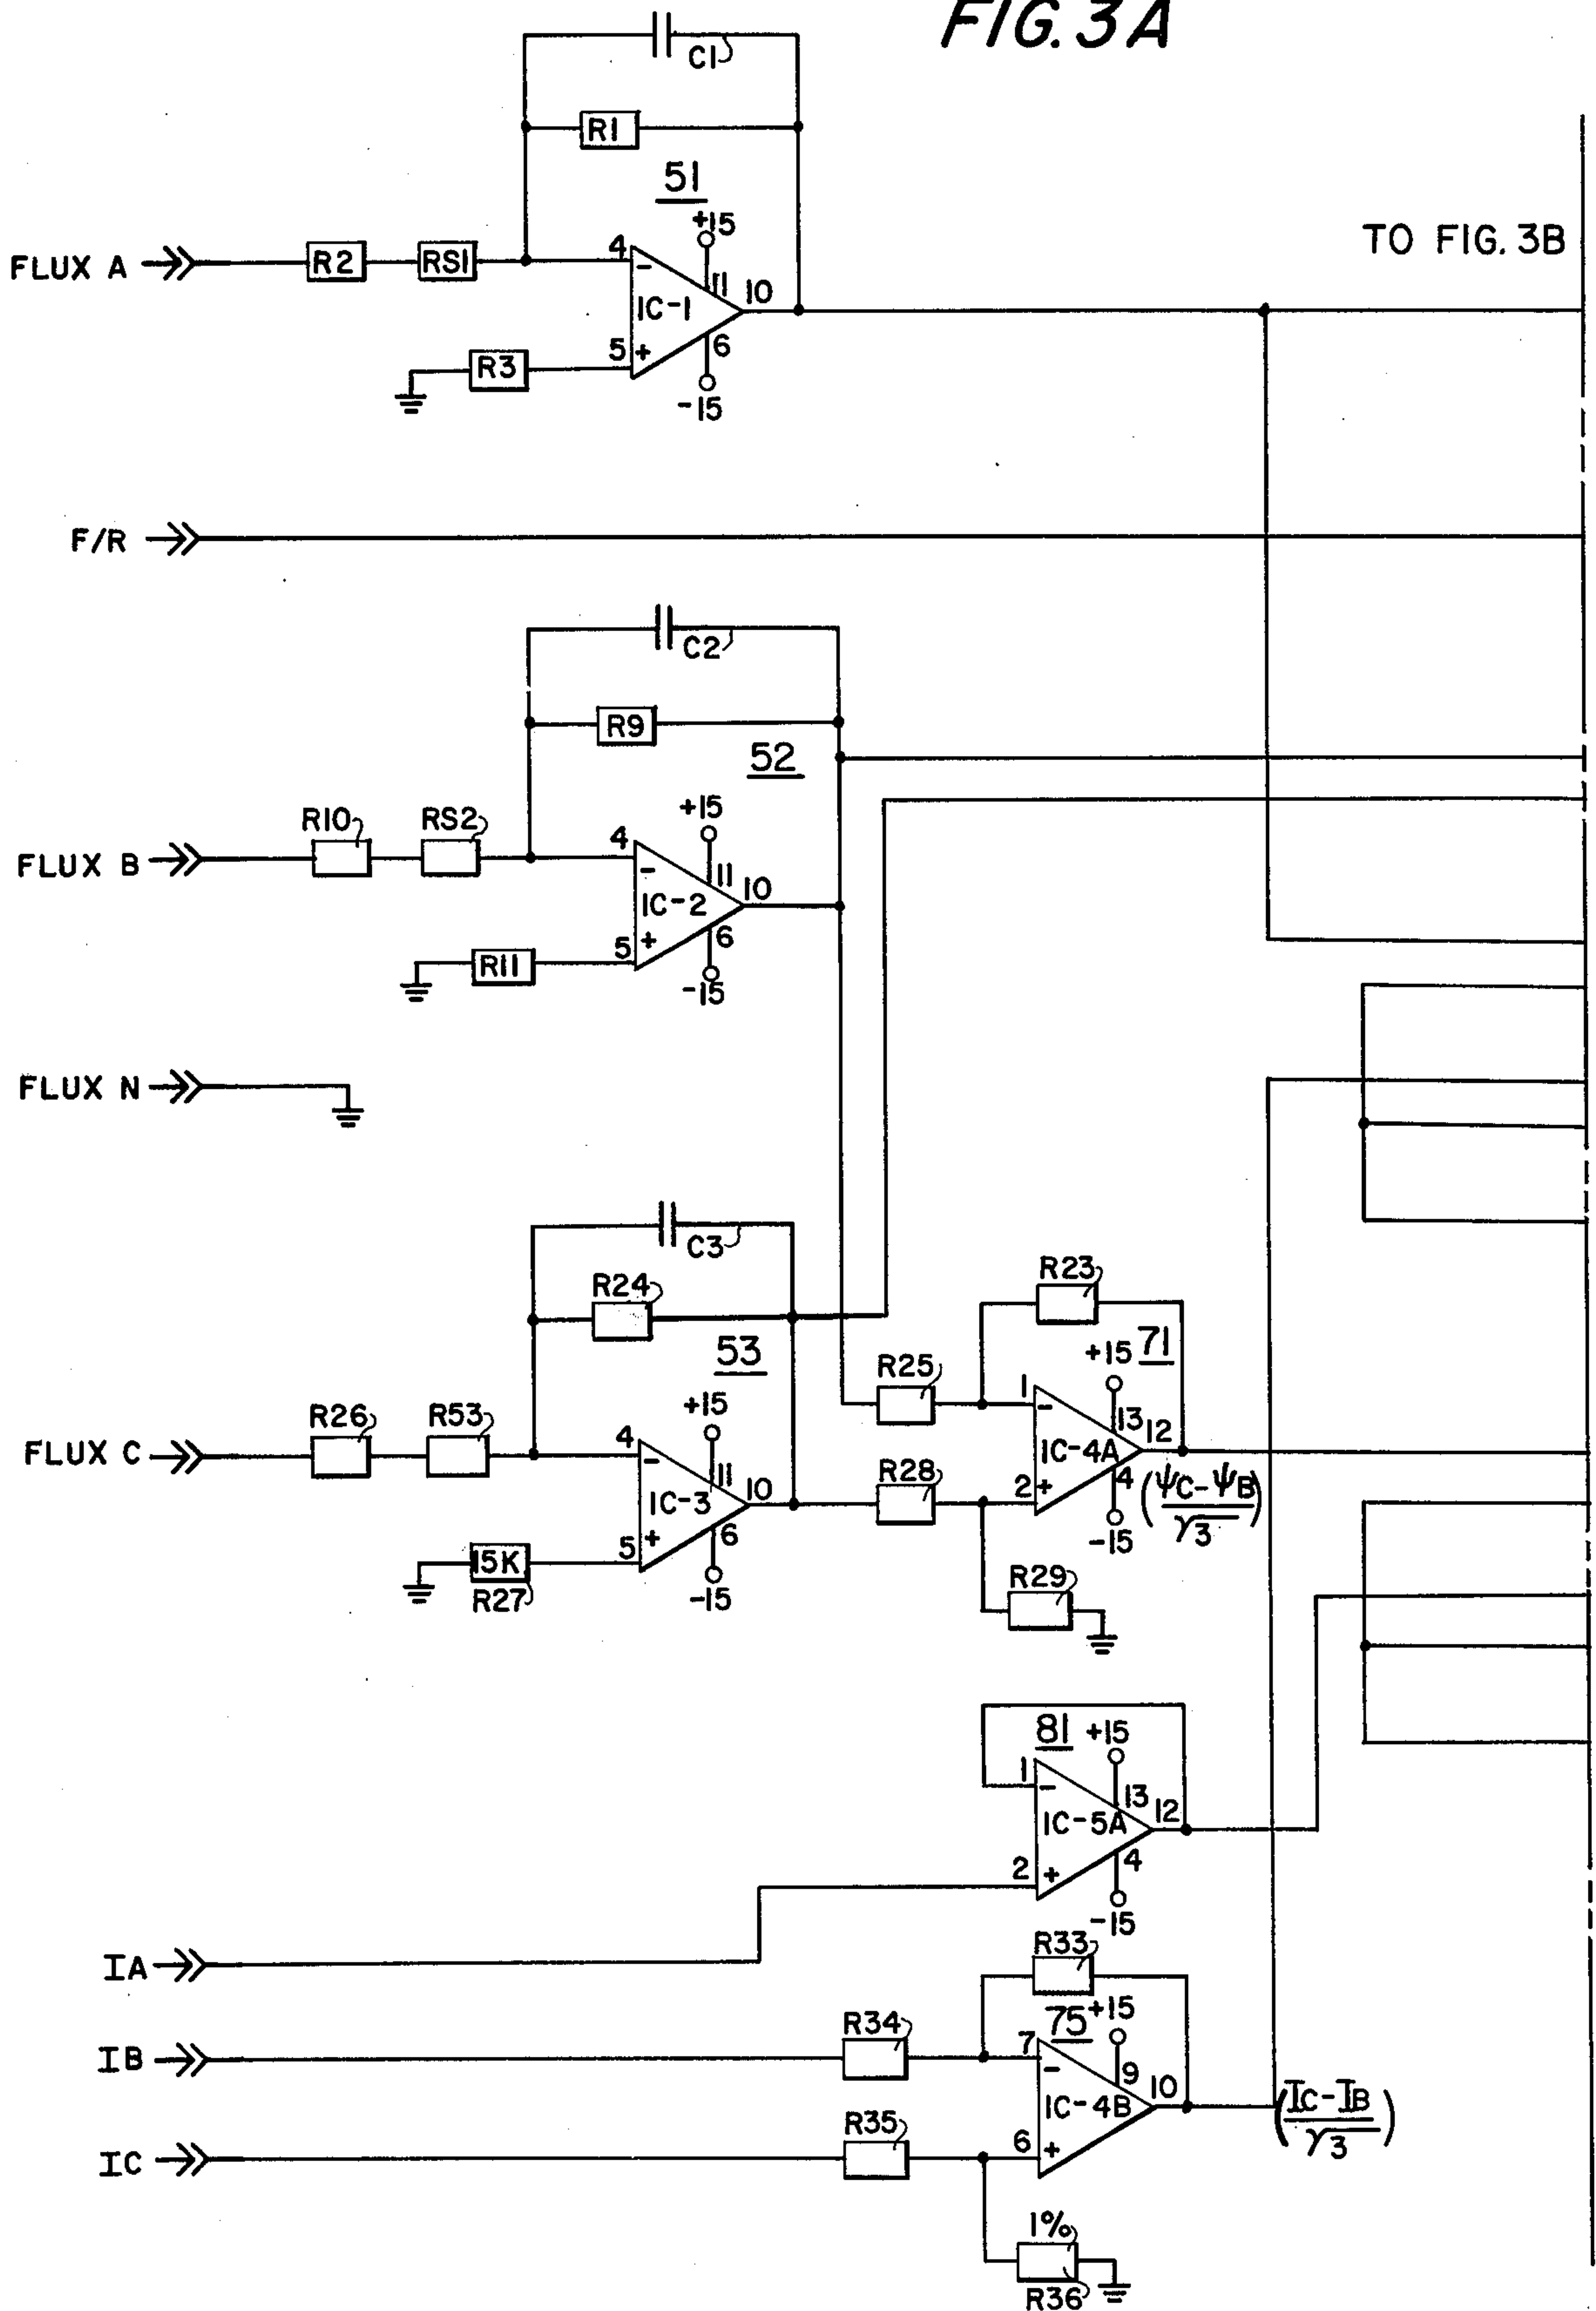 FIG. 3A
C1
R1
51
+15
TO FIG. 3B
FLUX A
R2
RS1
4
-
11
10
IC-1
5
+
6
R3
-15
F/R
C2
R9
52
+15
R10
RS2
4
FLUX B
-
11
10
IC-2
5
+
6
R11
-15
FLUX N
C3
R23
R24
53
+15
71
R25
1
R26
R53
+15
-
13
12
FLUX C
4
-
11
10
IC-4A
IC-3
R28
2
+
4
(ΨC-ΨB)
γ3
5
+
6
-15
15K
R27
-15
R29
81
+15
1
-
13
12
IC-5A
2
+
4
-15
IA
R33
75
+15
R34
7
-
IB
9
10
IC-4B
(IC-IB)
γ3
R35
6
+
IC
1%
R36